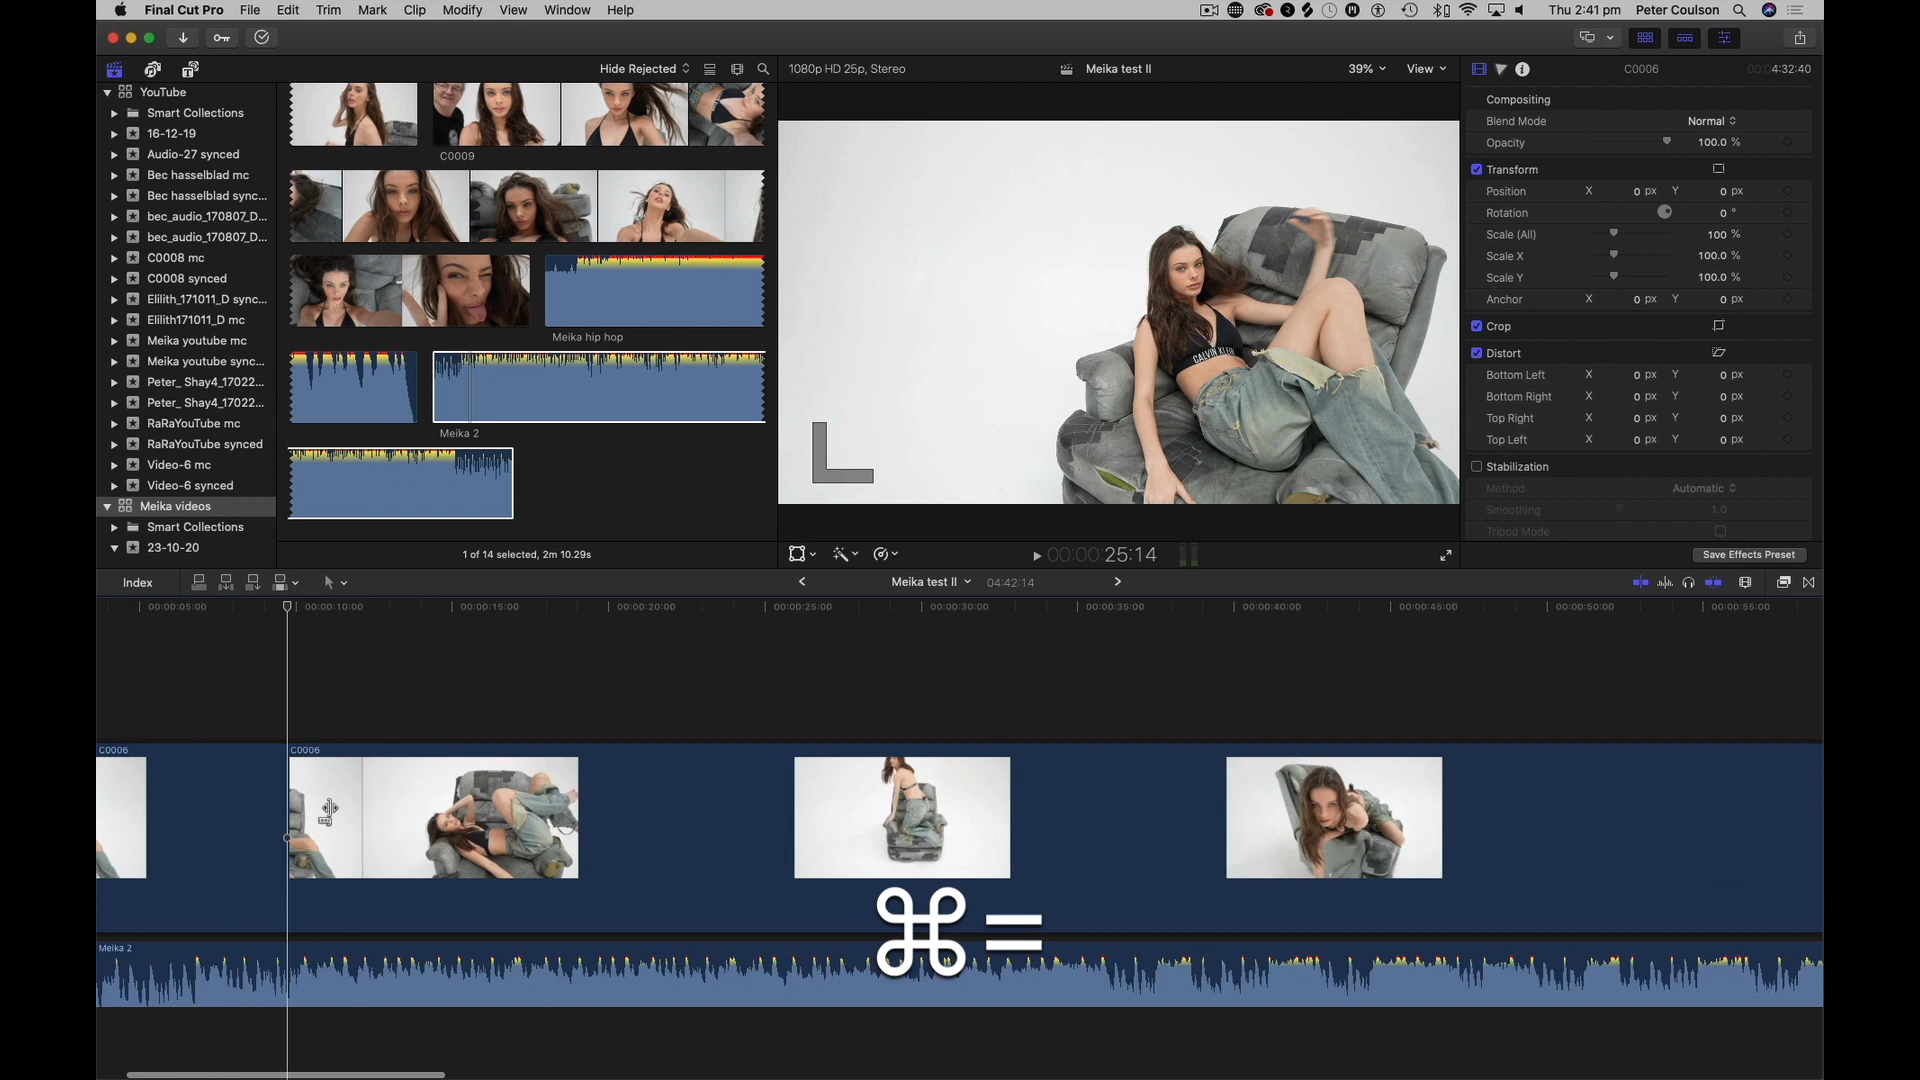 Final Cut Pro File Edit Trim Mark Clip Modify View Window Help Thu 2:41 pm Peter Coulson
Hide Rejected 1080p HD 25p, Stereo Meika test II 39% View C0006 00:00:04:32:40
YouTube
Smart Collections
16-12-19
Audio-27 synced
Bec hasselblad mc
Bec hasselblad sync...
bec_audio_170807_D...
bec_audio_170807_D...
C0008 mc
C0008 synced
Elilith_171011_D sync...
Elilith171011_D mc
Meika youtube mc
Meika youtube sync...
Peter_ Shay4_17022...
Peter_ Shay4_17022...
RaRaYouTube mc
RaRaYouTube synced
Video-6 mc
Video-6 synced
Meika videos
Smart Collections
23-10-20
C0009
Meika hip hop
Meika 2
1 of 14 selected, 2m 10.29s
CALVIN KLEIN
00:00:25:14
Compositing
Blend Mode Normal
Opacity 100.0 %
Transform
Position X 0 px Y 0 px
Rotation 0 °
Scale (All) 100 %
Scale X 100.0 %
Scale Y 100.0 %
Anchor X 0 px Y 0 px
Crop
Distort
Bottom Left X 0 px Y 0 px
Bottom Right X 0 px Y 0 px
Top Right X 0 px Y 0 px
Top Left X 0 px Y 0 px
Stabilization
Method Automatic
Smoothing 1.0
Tripod Mode
Save Effects Preset
Index Meika test II 04:42:14
00:00:05:00 00:00:10:00 00:00:15:00 00:00:20:00 00:00:25:00 00:00:30:00 00:00:35:00 00:00:40:00 00:00:45:00 00:00:50:00 00:00:55:00
C0006 C0006
⌘=
Meika 2